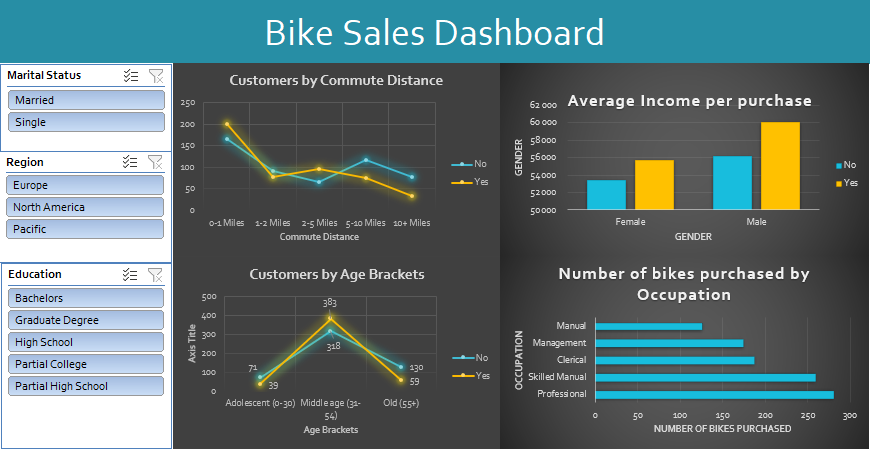 Bike Sales Dashboard
Marital Status
Married
Single
Region
Europe
North America
Pacific
Education
Bachelors
Graduate Degree
High School
Partial College
Partial High School
Customers by Commute Distance
250
200
150
100
50
0
0-1 Miles 1-2 Miles 2-5 Miles 5-10 Miles 10+ Miles
Commute Distance
No
Yes
Average Income per purchase
GENDER
62 000
60 000
58 000
56 000
54 000
52 000
50 000
Female Male
GENDER
No
Yes
Customers by Age Brackets
Axis Title
500
400
300
200
100
0
71
39
383
318
130
59
Adolescent (0-30) Middle age (31- Old (55+)
54)
Age Brackets
No
Yes
Number of bikes purchased by
Occupation
OCCUPATION
Manual
Management
Clerical
Skilled Manual
Professional
0 50 100 150 200 250 300
NUMBER OF BIKES PURCHASED